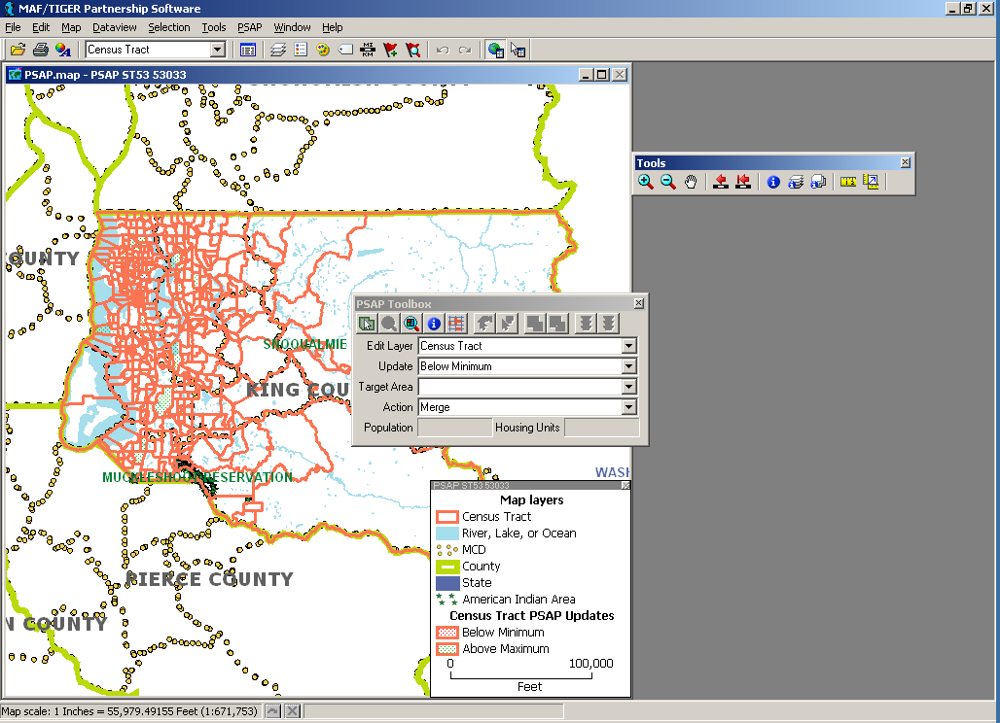 MAF/TIGER Partnership Software
File Edit Map Dataview Selection Tools PSAP Window Help
Census Tract
MI KM
PSAP.map - PSAP ST53 53033
Tools
OUNTY
PSAP Toolbox
SNOQUALMIE
Edit Layer Census Tract
Update Below Minimum
Target Area
KING COU
Action Merge
Population Housing Units
MUCKLESHOOT RESERVATION
WASH
PSAP ST53 53033
Map layers
Census Tract
River, Lake, or Ocean
MCD
County
State
American Indian Area
Census Tract PSAP Updates
Below Minimum
Above Maximum
0 100,000
Feet
PIERCE COUNTY
N COUNTY
Map scale: 1 Inches = 55,979.49155 Feet (1:671,753)